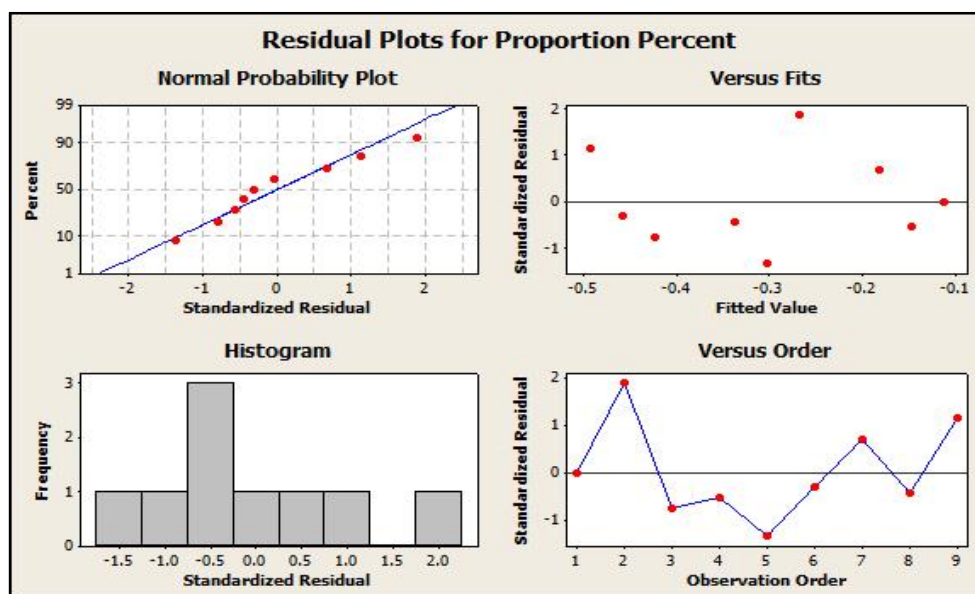 Residual Plots for Proportion Percent
Normal Probability Plot
99
90
50
10
1
Percent
-2 -1 0 1 2
Standardized Residual
Versus Fits
2
1
0
-1
Standardized Residual
-0.5 -0.4 -0.3 -0.2 -0.1
Fitted Value
Histogram
3
2
1
0
Frequency
-1.5 -1.0 -0.5 0.0 0.5 1.0 1.5 2.0
Standardized Residual
Versus Order
2
1
0
-1
Standardized Residual
1 2 3 4 5 6 7 8 9
Observation Order